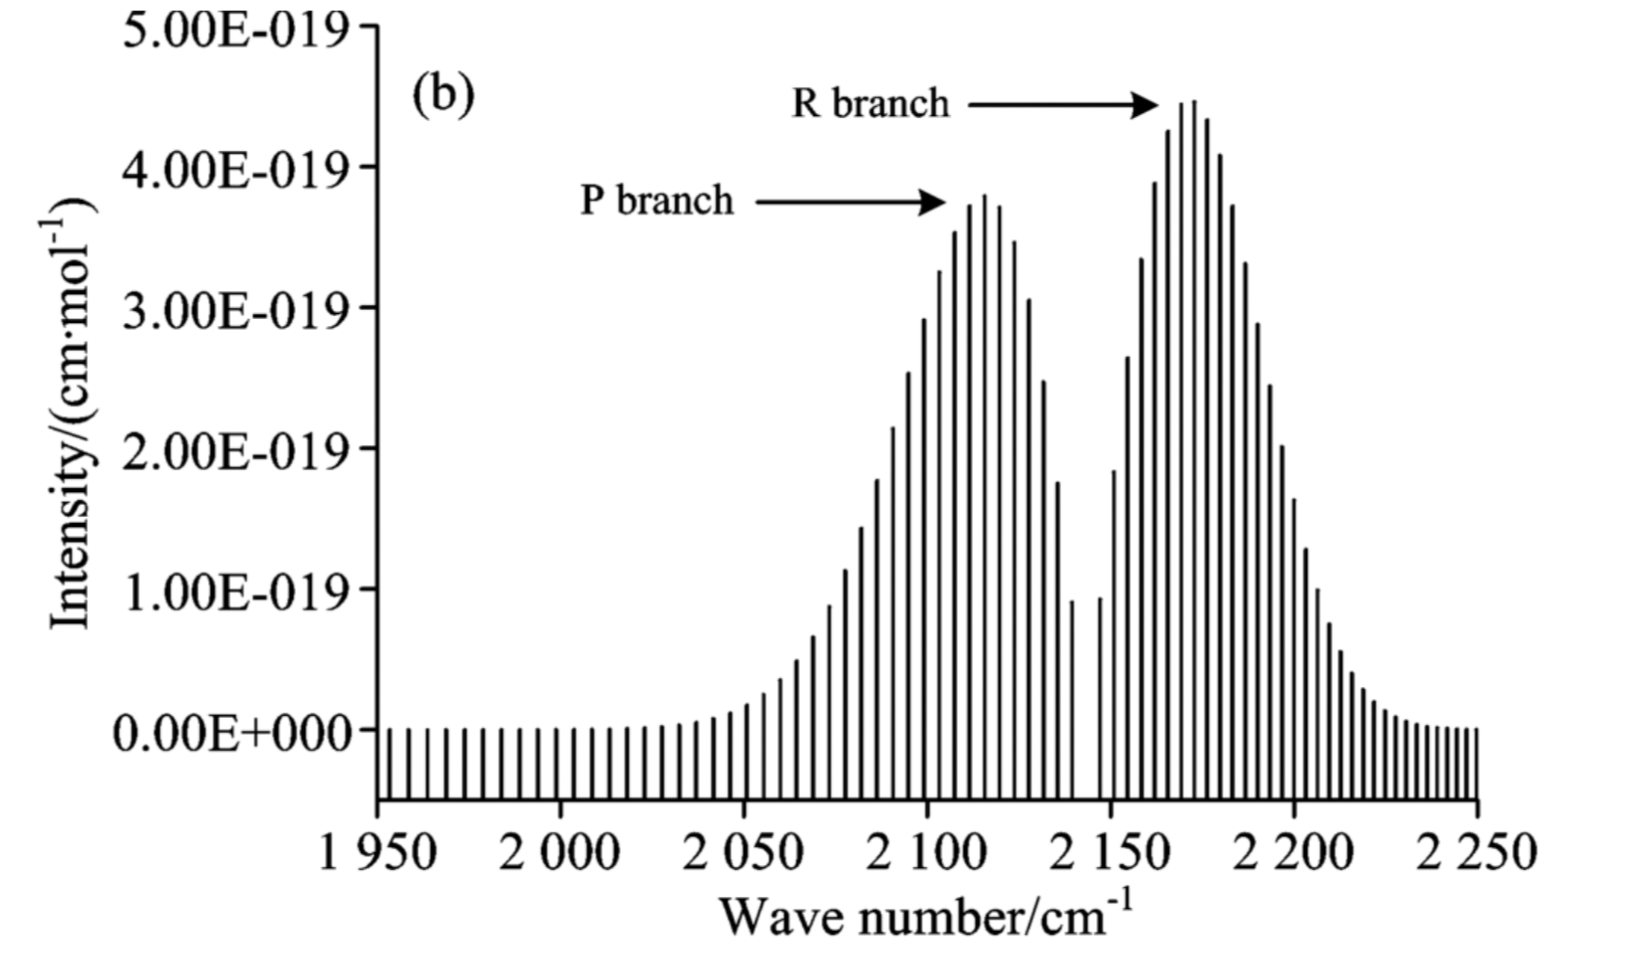 5.00E-019
(b)
R branch
4.00E-019
P branch
3.00E-019
2.00E-019
1.00E-019
0.00E+000
Intensity/(cm·mol⁻¹)
1 950 2 000 2 050 2 100 2 150 2 200 2 250
Wave number/cm⁻¹